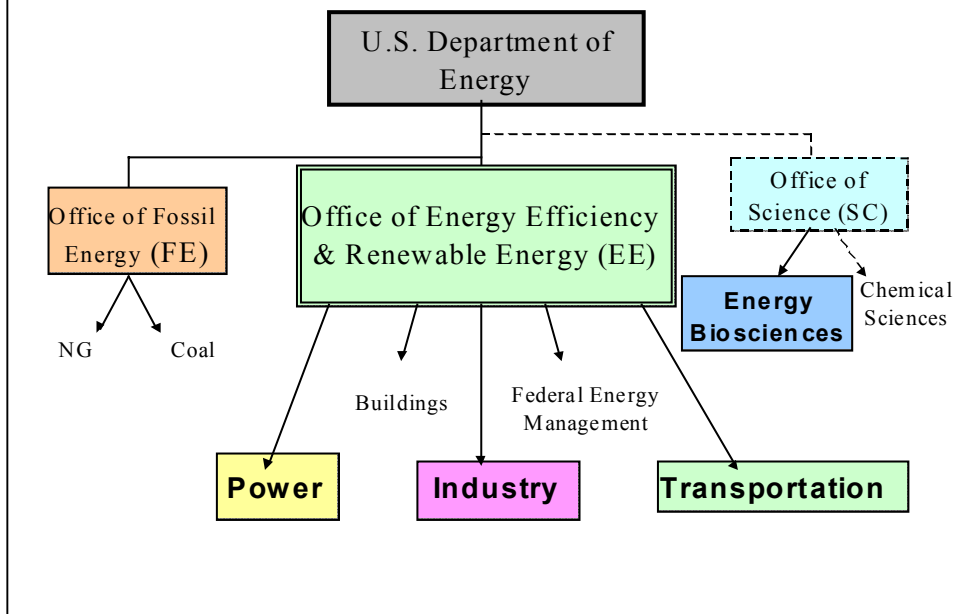 U.S. Department of
Energy
Office of Fossil
Energy (FE)
Office of Energy Efficiency
& Renewable Energy (EE)
Office of
Science (SC)
NG
Coal
Buildings
Federal Energy
Management
Energy
Biosciences
Chemical
Sciences
Power
Industry
Transportation